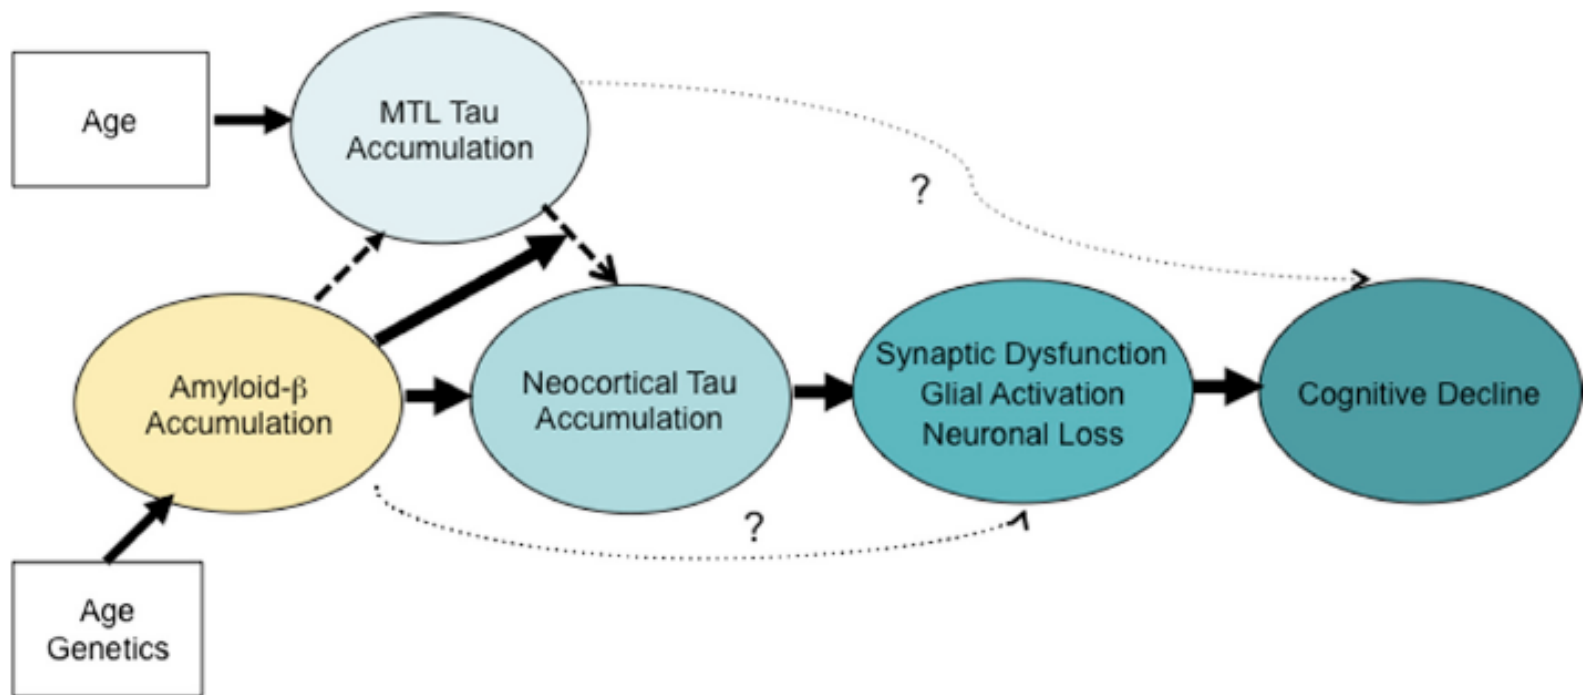 Age
MTL Tau
Accumulation
?
Amyloid-β
Accumulation
Neocortical Tau
Accumulation
Synaptic Dysfunction
Glial Activation
Neuronal Loss
Cognitive Decline
?
Age
Genetics